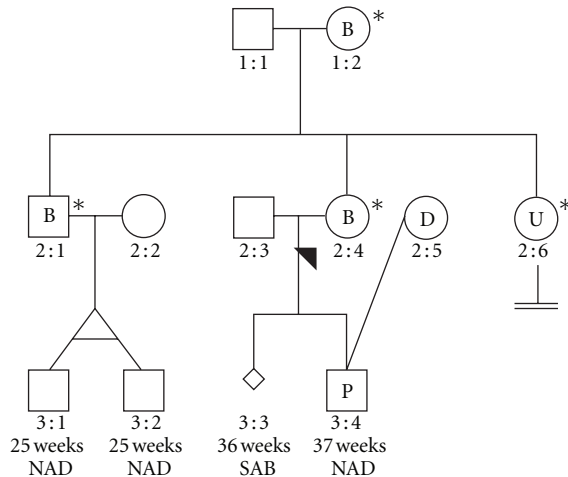 B *
1:1 1:2
B * B * D U *
2:1 2:2 2:3 2:4 2:5 2:6
P
3:1 3:2 3:3 3:4
25 weeks 25 weeks 36 weeks 37 weeks
NAD NAD SAB NAD